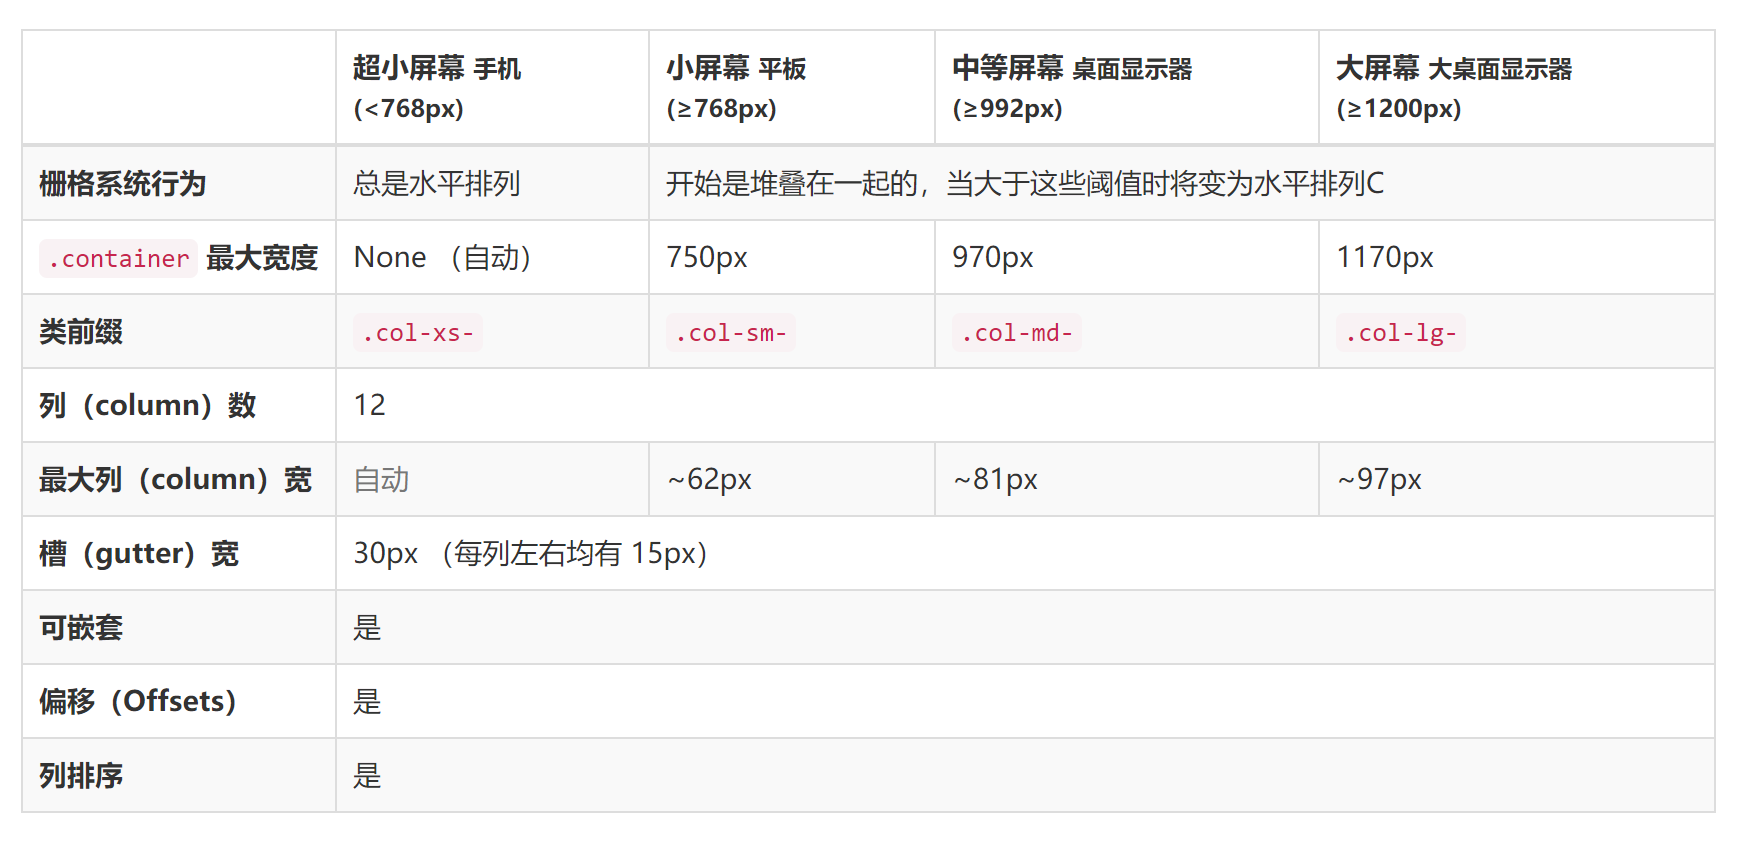 超小屏幕 手机 小屏幕 平板 中等屏幕 桌面显示器 大屏幕 大桌面显示器
(<768px) (≥768px) (≥992px) (≥1200px)
栅格系统行为 总是水平排列 开始是堆叠在一起的，当大于这些阈值时将变为水平排列C
.container 最大宽度 None （自动） 750px 970px 1170px
类前缀 .col-xs- .col-sm- .col-md- .col-lg-
列（column）数 12
最大列（column）宽 自动 ~62px ~81px ~97px
槽（gutter）宽 30px （每列左右均有 15px）
可嵌套 是
偏移（Offsets） 是
列排序 是